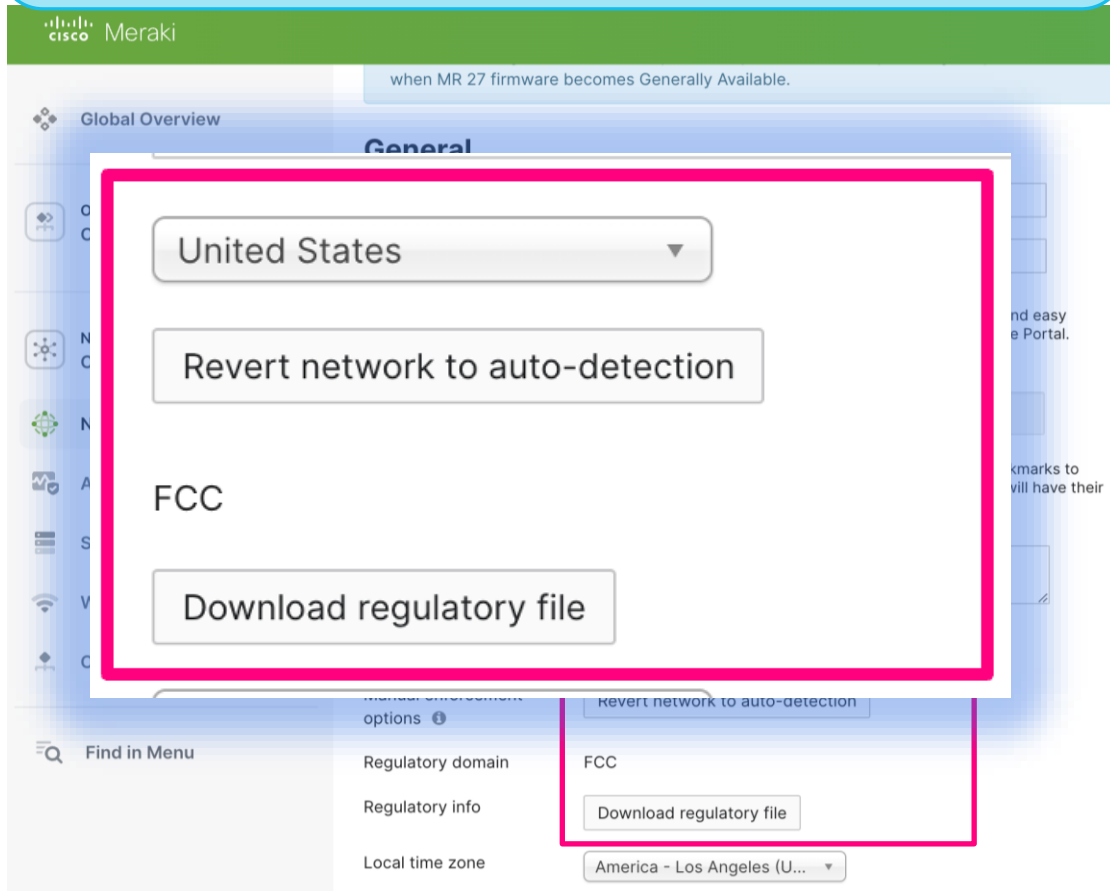 cisco Meraki
when MR 27 firmware becomes Generally Available.
Global Overview
General
United States
Revert network to auto-detection
FCC
Download regulatory file
nd easy
e Portal.
kmarks to
will have their
options
Revert network to auto-detection
Regulatory domain FCC
Regulatory info Download regulatory file
Local time zone America - Los Angeles (U...
Find in Menu